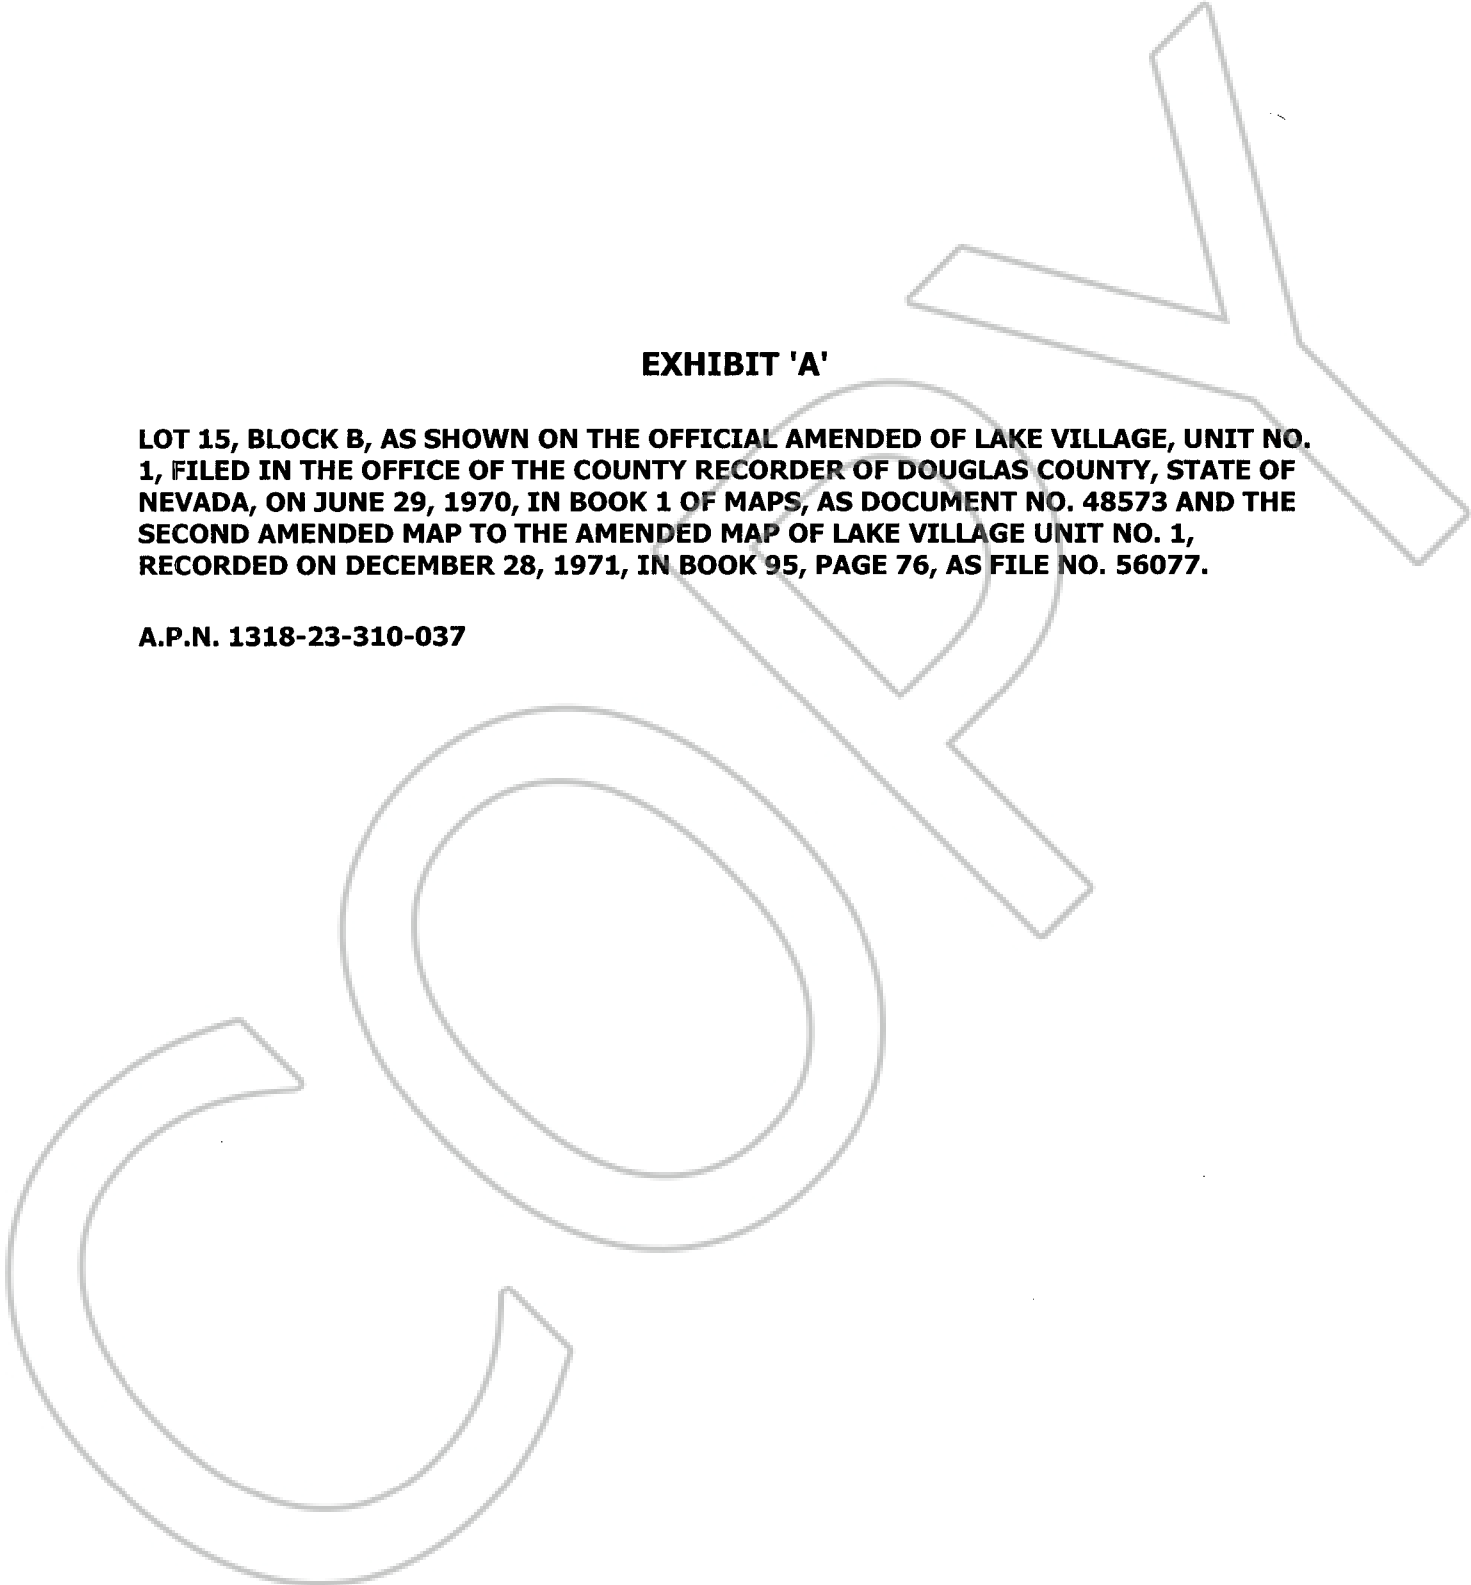 EXHIBIT 'A'
LOT 15, BLOCK B, AS SHOWN ON THE OFFICIAL AMENDED OF LAKE VILLAGE, UNIT NO.
1, FILED IN THE OFFICE OF THE COUNTY RECORDER OF DOUGLAS COUNTY, STATE OF
NEVADA, ON JUNE 29, 1970, IN BOOK 1 OF MAPS, AS DOCUMENT NO. 48573 AND THE
SECOND AMENDED MAP TO THE AMENDED MAP OF LAKE VILLAGE UNIT NO. 1,
RECORDED ON DECEMBER 28, 1971, IN BOOK 95, PAGE 76, AS FILE NO. 56077.
A.P.N. 1318-23-310-037
COPY